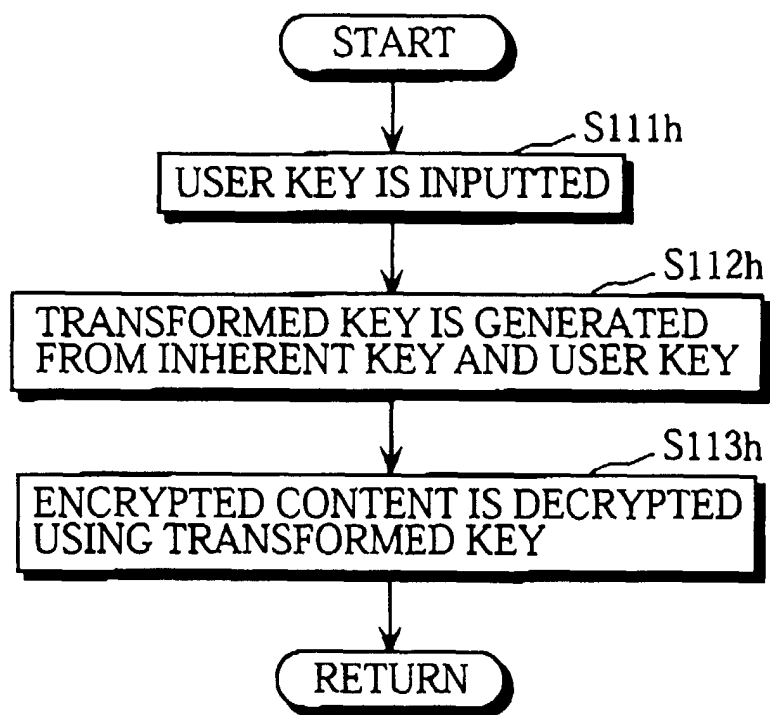 START
S111h
USER KEY IS INPUTTED
S112h
TRANSFORMED KEY IS GENERATED
FROM INHERENT KEY AND USER KEY
S113h
ENCRYPTED CONTENT IS DECRYPTED
USING TRANSFORMED KEY
RETURN